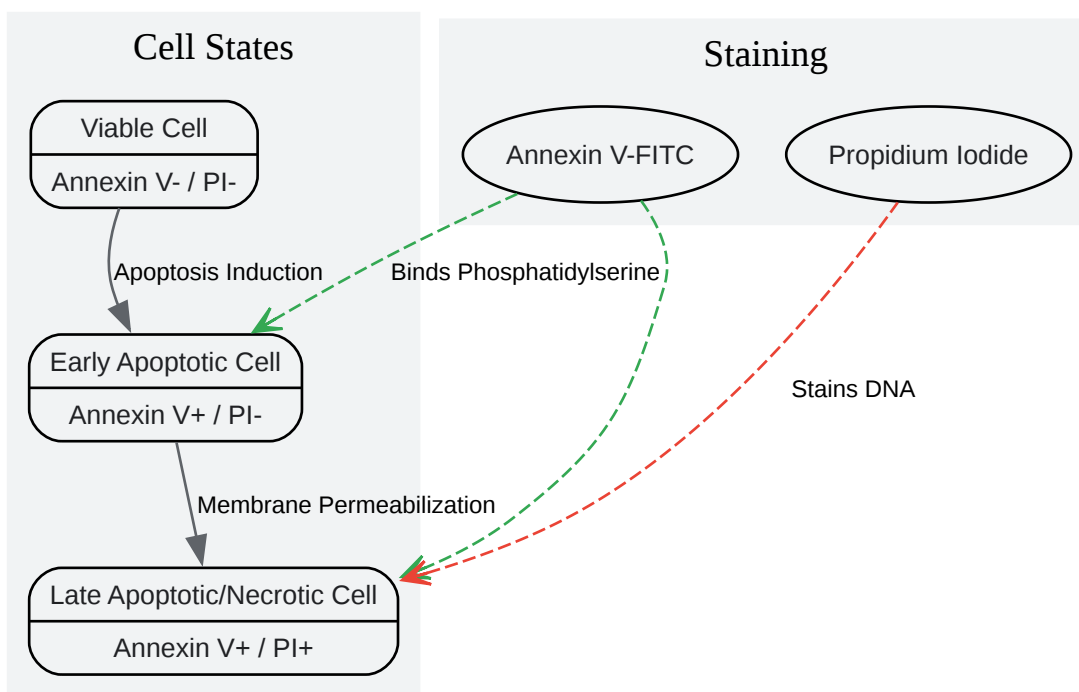 Cell States
Staining
Viable Cell
Annexin V- / PI-
Annexin V-FITC
Propidium Iodide
Apoptosis Induction
Binds Phosphatidylserine
Early Apoptotic Cell
Annexin V+ / PI-
Stains DNA
Membrane Permeabilization
Late Apoptotic/Necrotic Cell
Annexin V+ / PI+